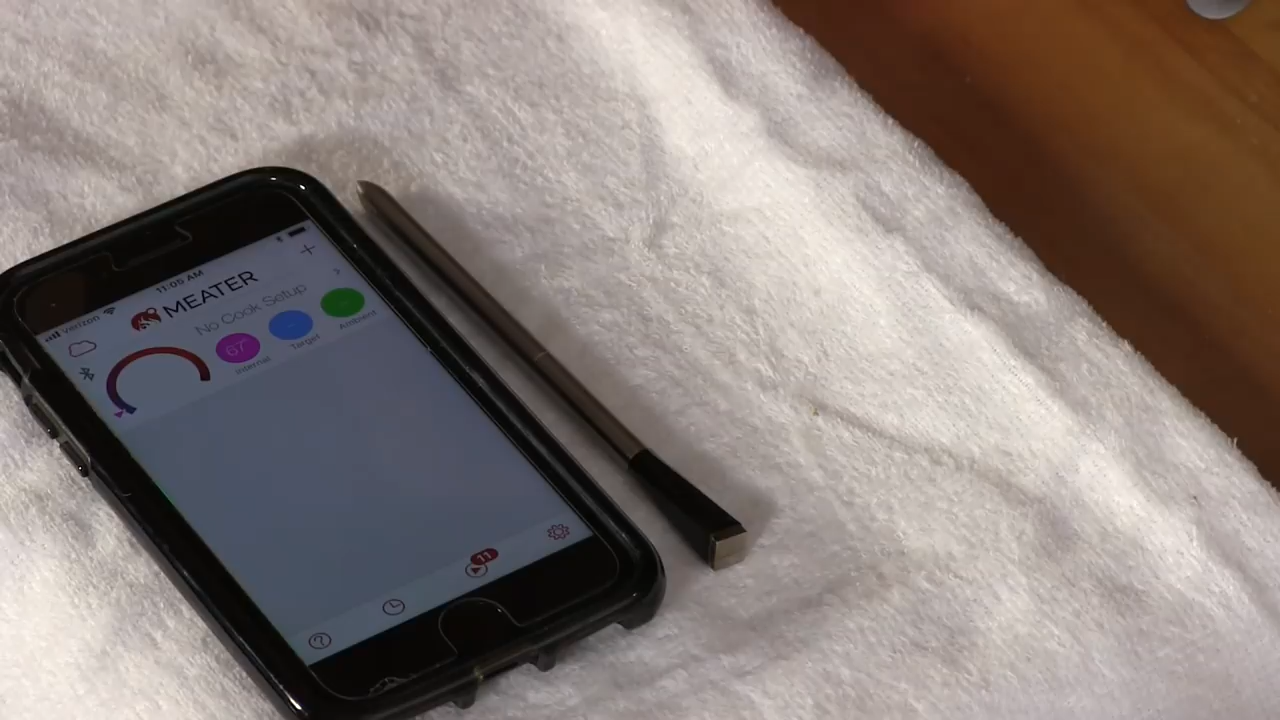 verizon 11:05 AM
MEATER
No Cook Setup
67°
Internal
Target
Ambient
11
?